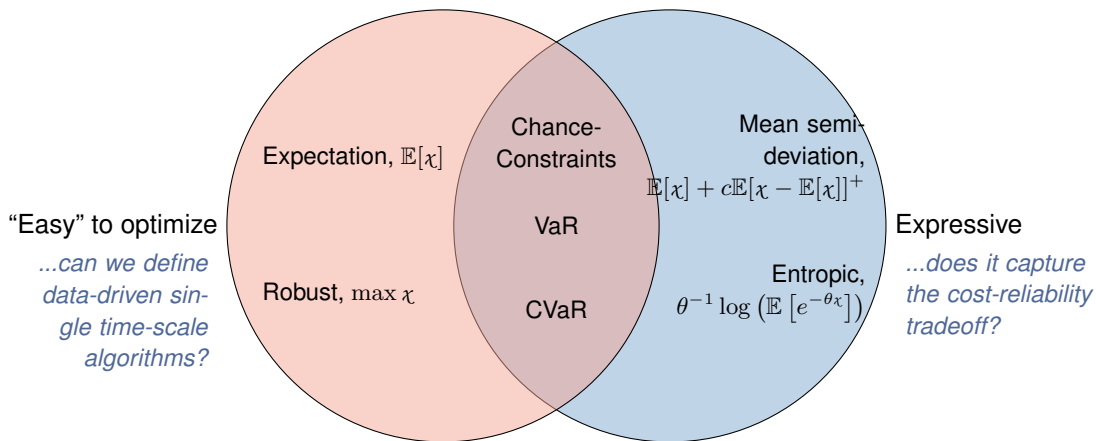 “Easy” to optimize
...can we define
data-driven sin-
gle time-scale
algorithms?
Expectation, 𝔼[χ]
Robust, max χ
Chance-
Constraints
VaR
CVaR
Mean semi-
deviation,
𝔼[χ] + c𝔼[χ − 𝔼[χ]]⁺
Entropic,
θ⁻¹ log (𝔼 [e^{−θχ}])
Expressive
...does it capture
the cost-reliability
tradeoff?